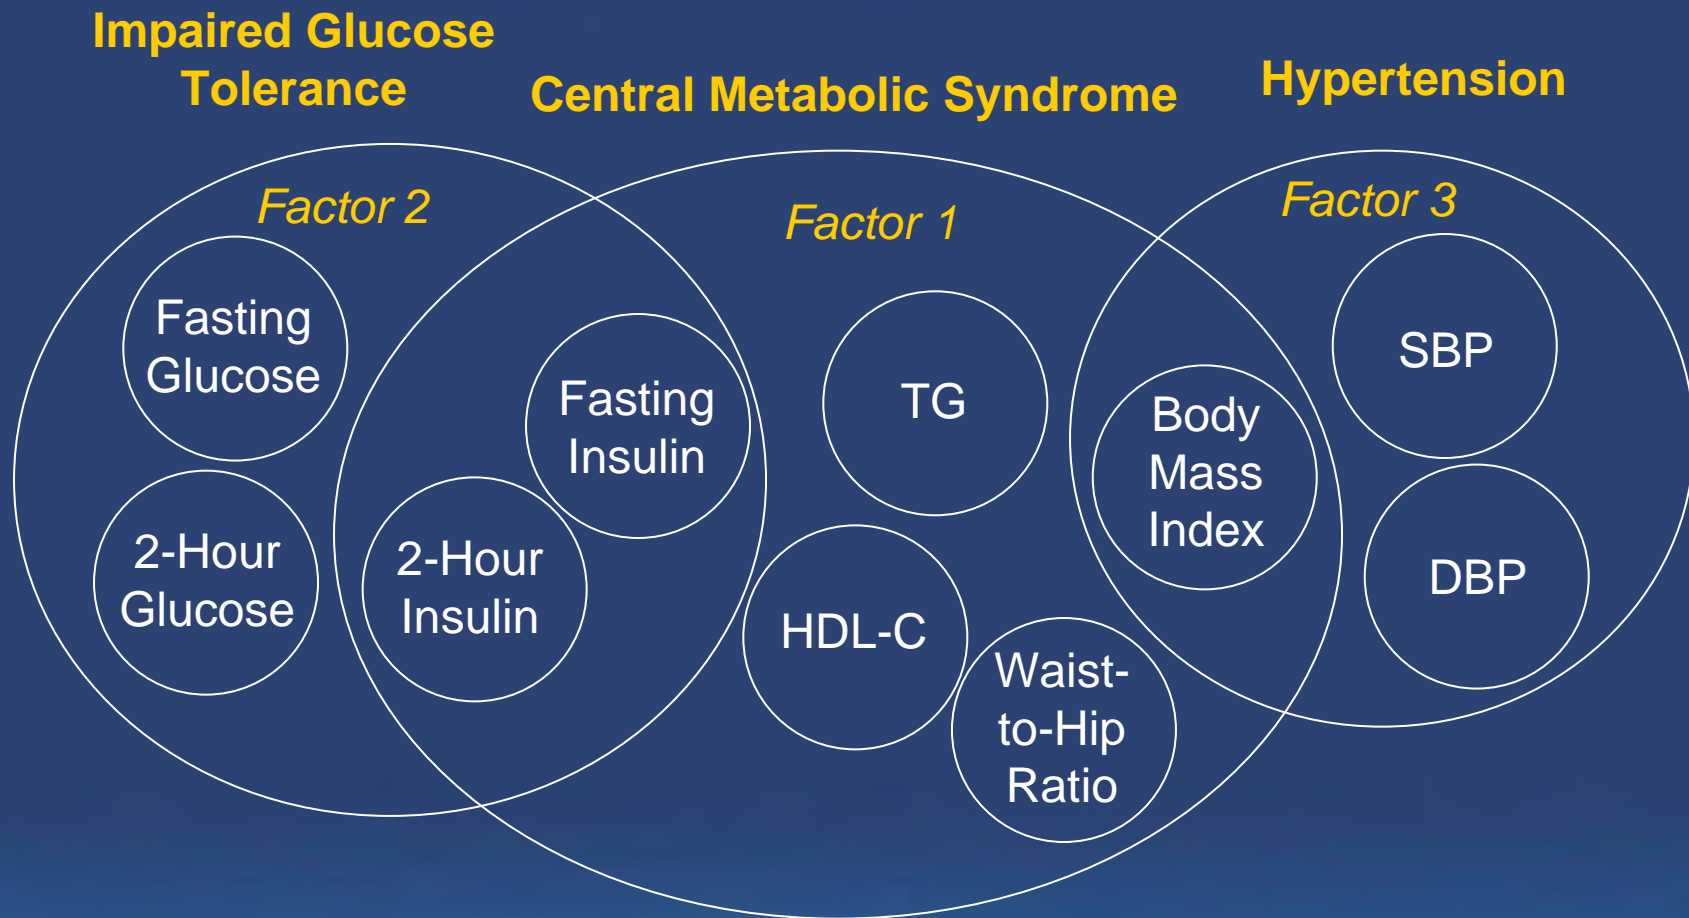 Impaired Glucose
Tolerance
Central Metabolic Syndrome
Hypertension
Factor 2
Factor 1
Factor 3
Fasting
Glucose
2-Hour
Glucose
Fasting
Insulin
2-Hour
Insulin
TG
HDL-C
Waist-
to-Hip
Ratio
Body
Mass
Index
SBP
DBP